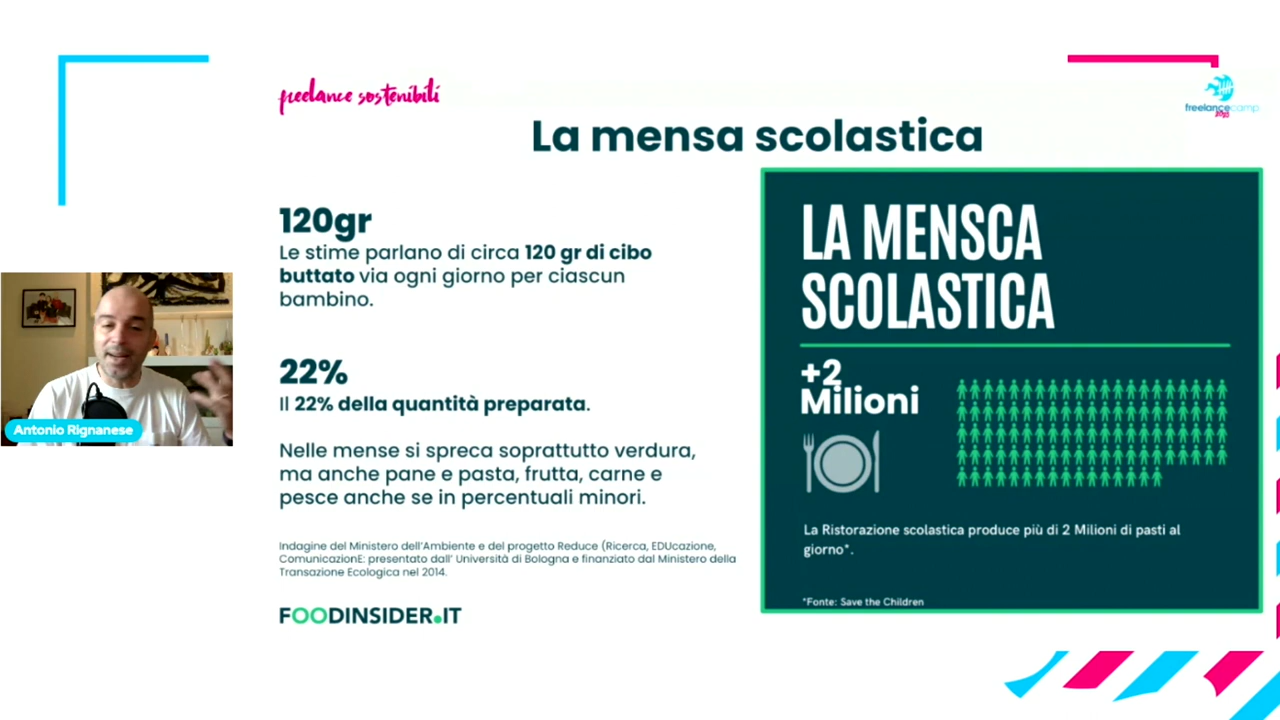 freelance sostenibili
freelancecamp
La mensa scolastica
120gr
Le stime parlano di circa 120 gr di cibo
buttato via ogni giorno per ciascun
bambino.
22%
Il 22% della quantità preparata.
Nelle mense si spreca soprattutto verdura,
ma anche pane e pasta, frutta, carne e
pesce anche se in percentuali minori.
Indagine del Ministero dell'Ambiente e del progetto Reduce (Ricerca, EDUcazione,
ComunicazionE: presentato dall' Università di Bologna e finanziato dal Ministero della
Transazione Ecologica nel 2014.
FOODINSIDER.IT
LA MENSCA
SCOLASTICA
+2
Milioni
La Ristorazione scolastica produce più di 2 Milioni di pasti al
giorno*.
*Fonte: Save the Children
Antonio Rignanese